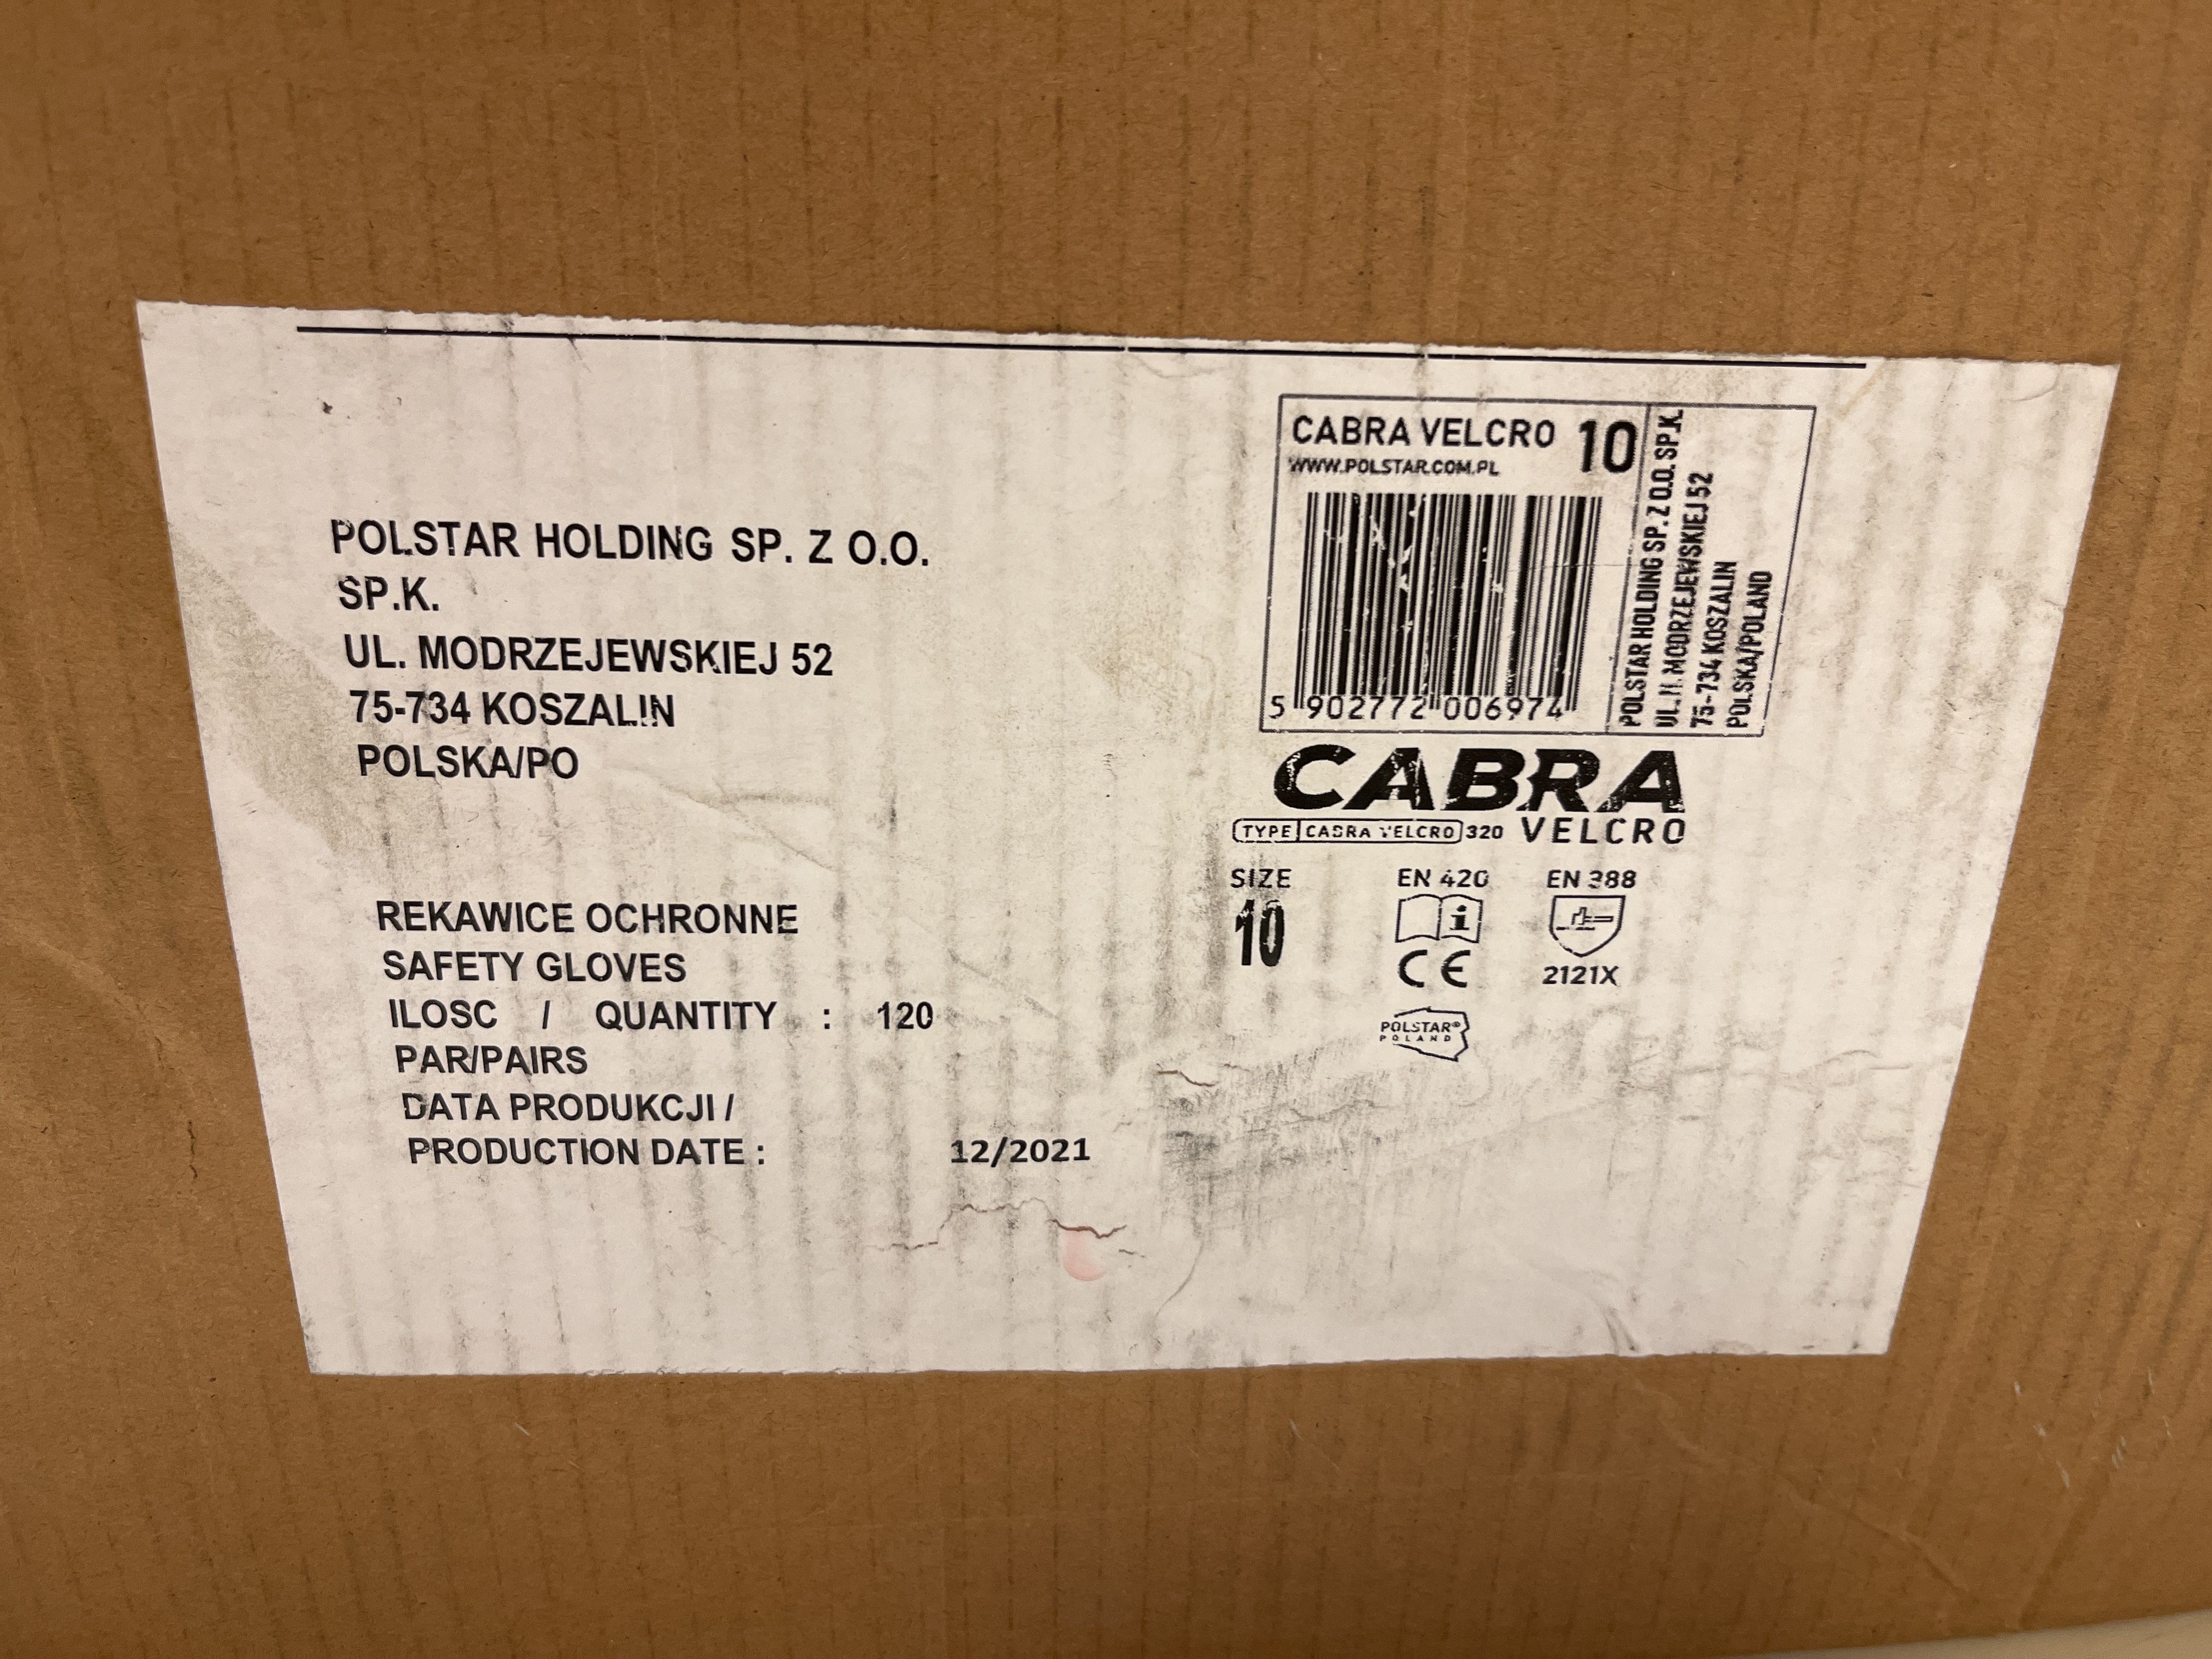 POLSTAR HOLDING SP. Z O.O.
SP.K.
UL. MODRZEJEWSKIEJ 52
75-734 KOSZALIN
POLSKA/PO
REKAWICE OCHRONNE
SAFETY GLOVES
ILOSC / QUANTITY : 120
PAR/PAIRS
DATA PRODUKCJI /
PRODUCTION DATE : 12/2021
CABRA VELCRO 10
WWW.POLSTAR.COM.PL
5 902772 006974
POLSTAR HOLDING SP. Z O.O. SP.K.
UL. H. MODRZEJEWSKIEJ 52
75-734 KOSZALIN
POLSKA/POLAND
CABRA
TYPE CABRA VELCRO 320 VELCRO
SIZE EN 420 EN 388
10 i
CE 2121X
POLSTAR®
POLAND